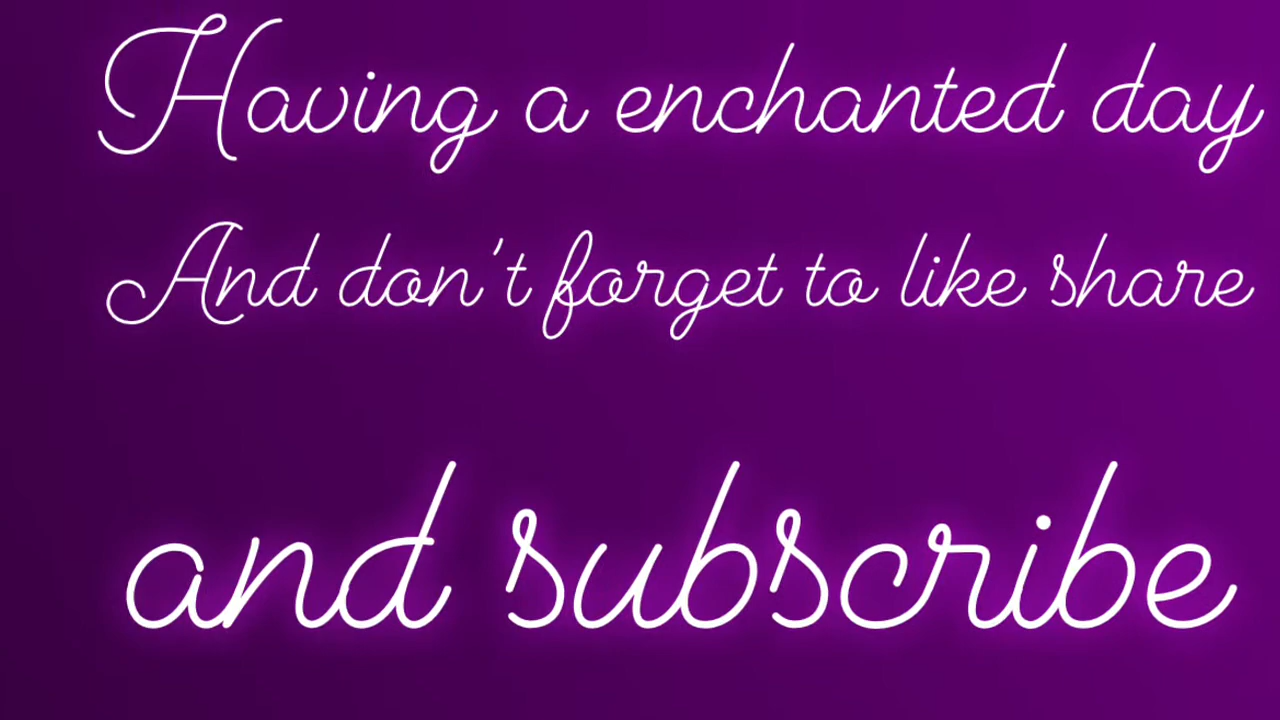 Having a enchanted day
And don't forget to like share
and subscribe